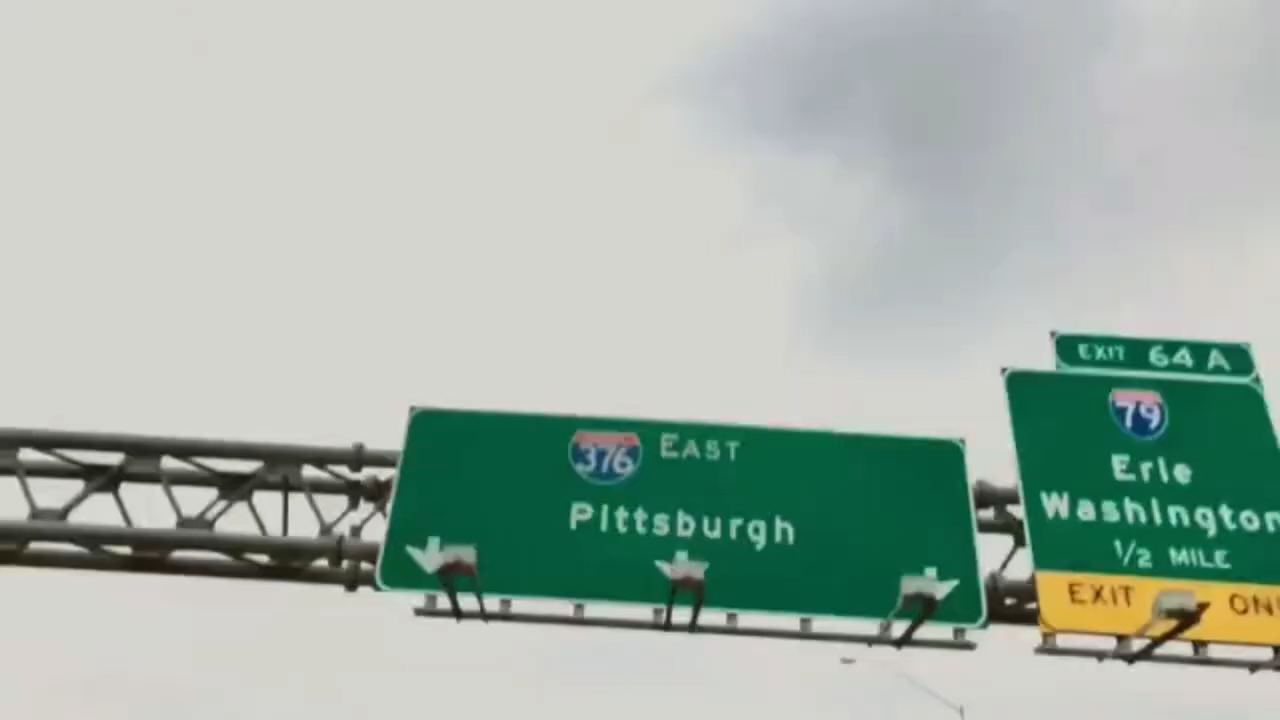 376 EAST
Pittsburgh
EXIT 64 A
79
Erie
Washington
1/2 MILE
EXIT